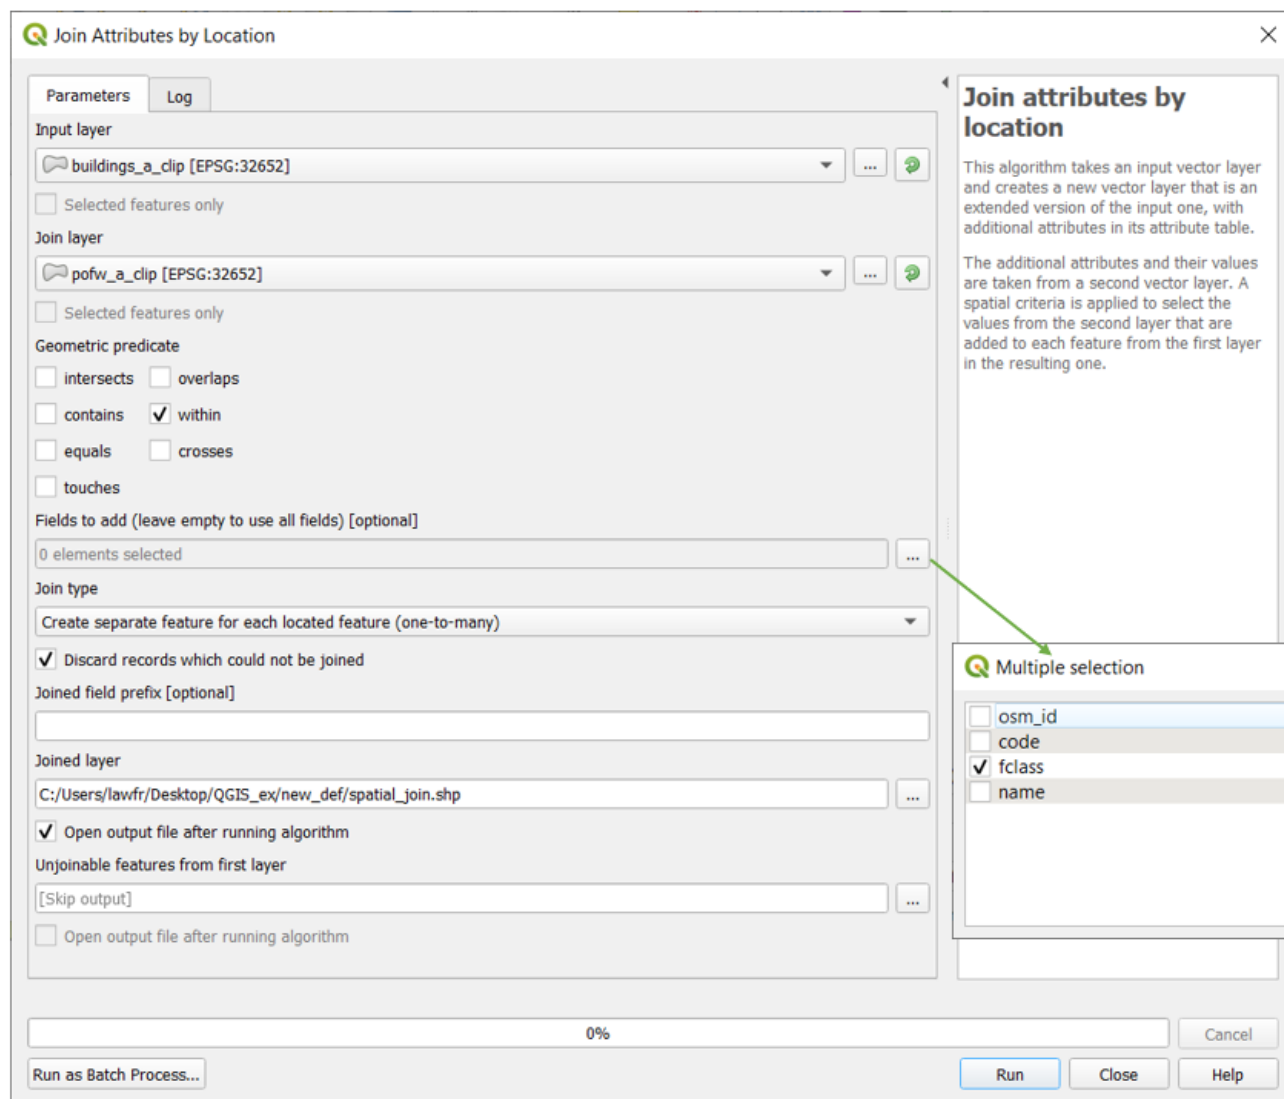 Join Attributes by Location
Parameters
Log
Input layer
buildings_a_clip [EPSG:32652]
...
Selected features only
Join layer
pofw_a_clip [EPSG:32652]
...
Selected features only
Geometric predicate
intersects
overlaps
contains
within
equals
crosses
touches
Fields to add (leave empty to use all fields) [optional]
0 elements selected
...
Join type
Create separate feature for each located feature (one-to-many)
Discard records which could not be joined
Joined field prefix [optional]
Joined layer
C:/Users/lawfr/Desktop/QGIS_ex/new_def/spatial_join.shp
...
Open output file after running algorithm
Unjoinable features from first layer
[Skip output]
...
Open output file after running algorithm
Join attributes by
location
This algorithm takes an input vector layer
and creates a new vector layer that is an
extended version of the input one, with
additional attributes in its attribute table.
The additional attributes and their values
are taken from a second vector layer. A
spatial criteria is applied to select the
values from the second layer that are
added to each feature from the first layer
in the resulting one.
Multiple selection
osm_id
code
fclass
name
0%
Cancel
Run as Batch Process...
Run
Close
Help